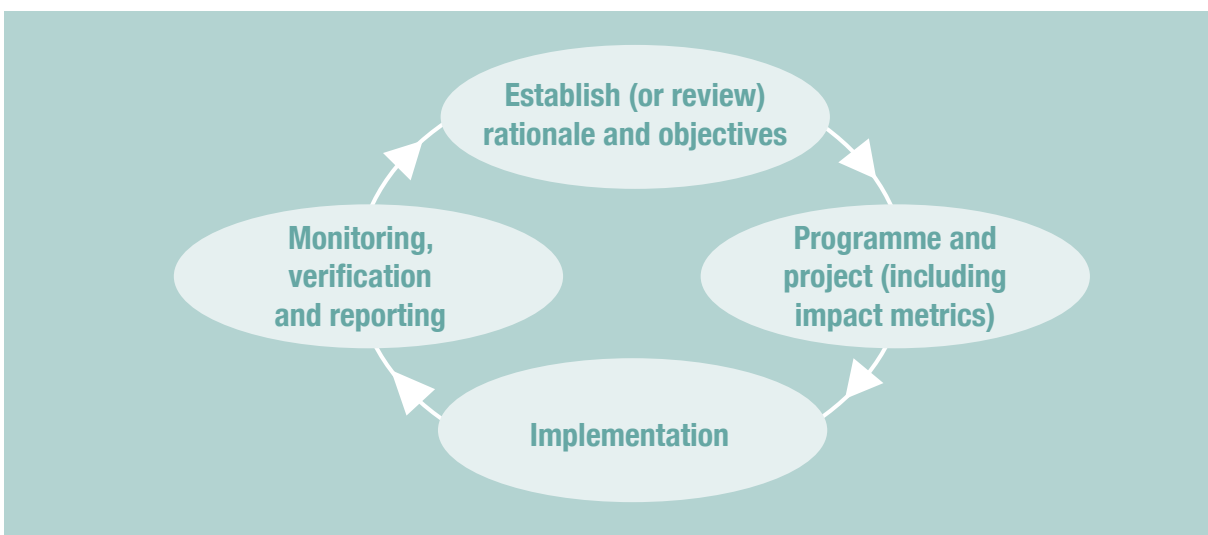 Establish (or review)
rationale and objectives
Programme and
project (including
impact metrics)
Implementation
Monitoring,
verification
and reporting